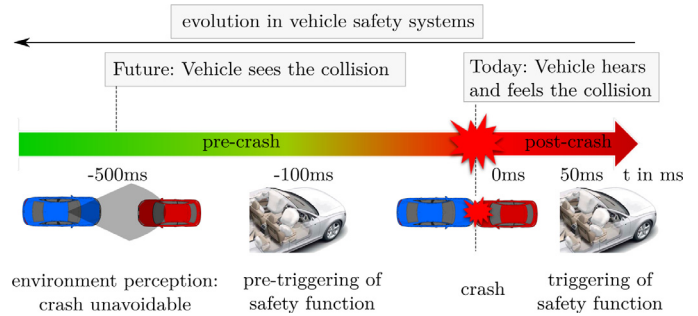 evolution in vehicle safety systems
Future: Vehicle sees the collision
Today: Vehicle hears
and feels the collision
pre-crash
post-crash
-500ms
-100ms
0ms
50ms
t in ms
environment perception:
crash unavoidable
pre-triggering of
safety function
crash
triggering of
safety function